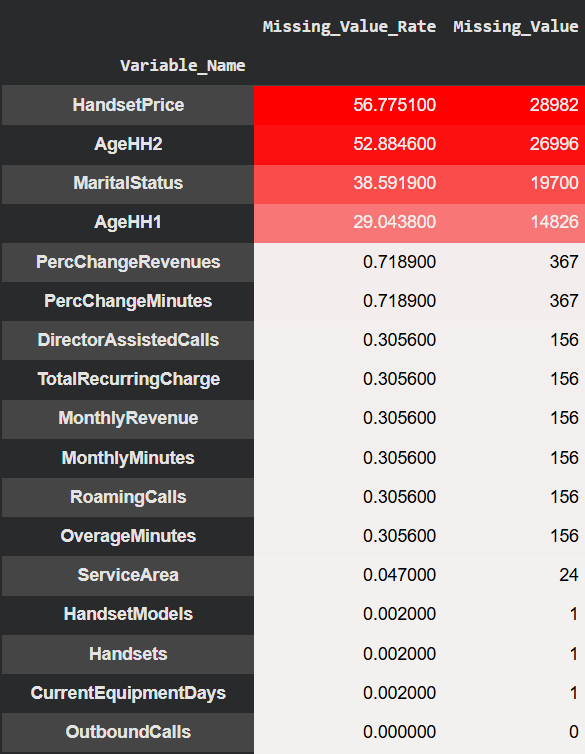 Missing_Value_Rate Missing_Value
Variable_Name
HandsetPrice 56.775100 28982
AgeHH2 52.884600 26996
MaritalStatus 38.591900 19700
AgeHH1 29.043800 14826
PercChangeRevenues 0.718900 367
PercChangeMinutes 0.718900 367
DirectorAssistedCalls 0.305600 156
TotalRecurringCharge 0.305600 156
MonthlyRevenue 0.305600 156
MonthlyMinutes 0.305600 156
RoamingCalls 0.305600 156
OverageMinutes 0.305600 156
ServiceArea 0.047000 24
HandsetModels 0.002000 1
Handsets 0.002000 1
CurrentEquipmentDays 0.002000 1
OutboundCalls 0.000000 0